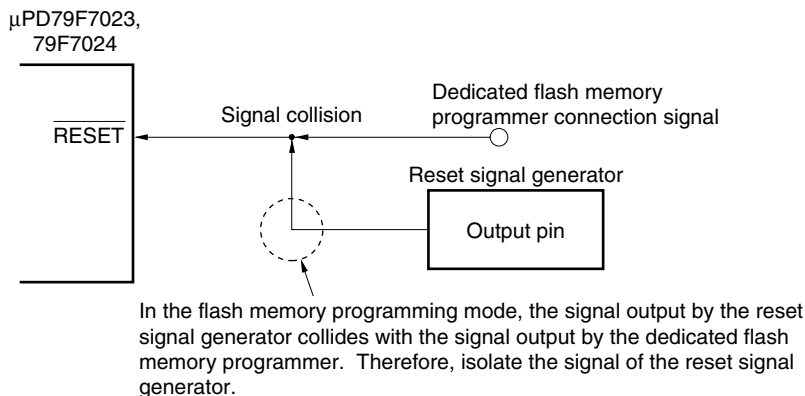 μPD79F7023,
79F7024
Dedicated flash memory
programmer connection signal
Signal collision
RESET
Reset signal generator
Output pin
In the flash memory programming mode, the signal output by the reset
signal generator collides with the signal output by the dedicated flash
memory programmer.  Therefore, isolate the signal of the reset signal
generator.